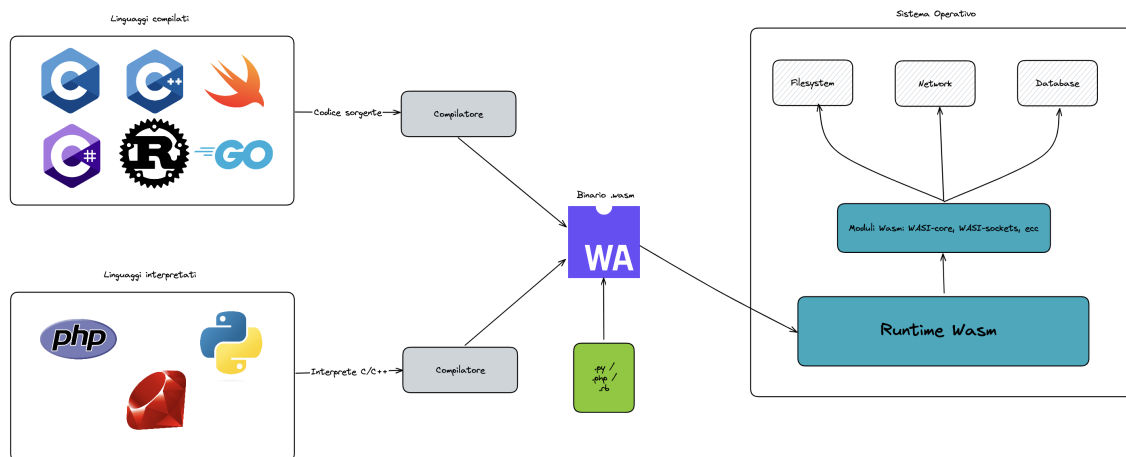 Linguaggi compilati
C
C++
C#
R
GO
Codice sorgente
Compilatore
Linguaggi interpretati
php
Interprete C/C++
Compilatore
Binario .wasm
WA
.py /
.php /
.rb
Sistema Operativo
Filesystem
Network
Database
Moduli Wasm: WASI-core, WASI-sockets, ecc
Runtime Wasm